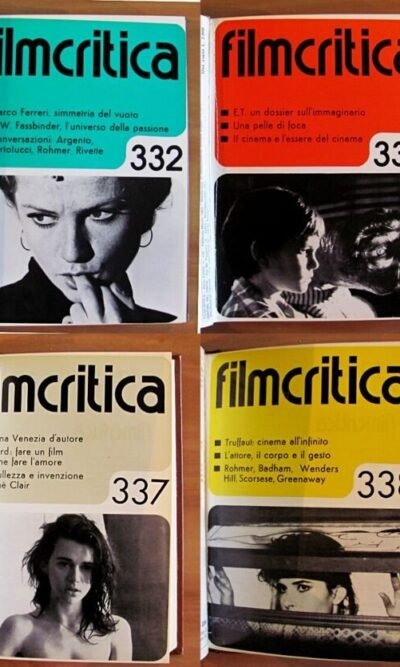 ilmcritica
arco Ferreri, simmetria del vuoto
W. Fassbinder, l'universo della passione
nversazioni: Argento,
rtolucci, Rohmer, Rivette
332
filmcritica
E.T. un dossier sull'immaginario
Una pelle di foca
Il cinema e l'essere del cinema
33
mcritica
na Venezia d'autore
ard: fare un film
me fare l'amore
llezza e invenzione
né Clair
337
filmcritica
Truffaut: cinema all'infinito
L'attore, il corpo e il gesto
Rohmer, Badham, Wenders
Hill, Scorsese, Greenaway
338